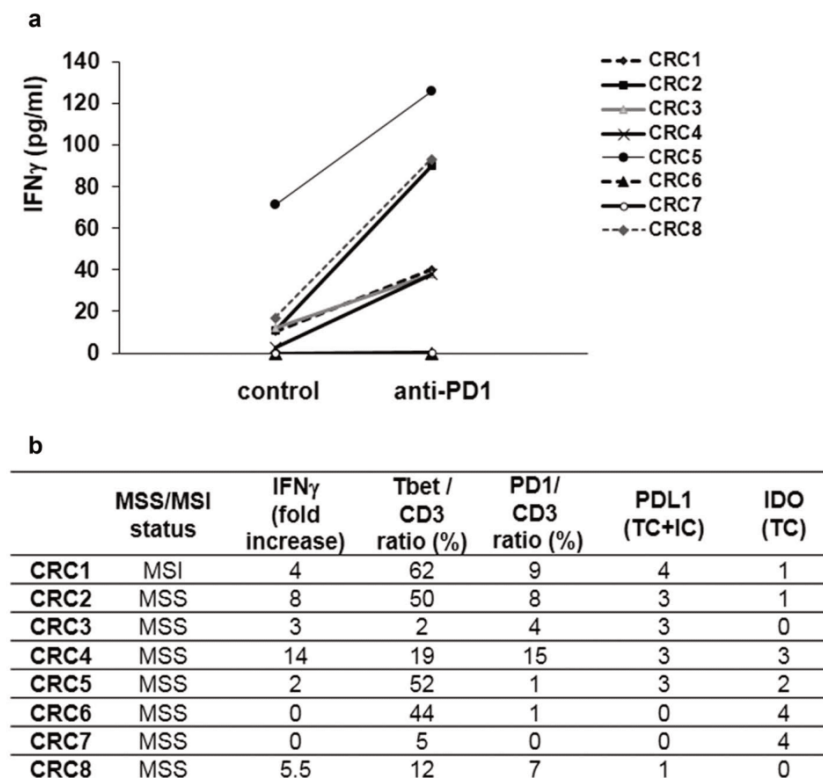 a
IFNγ (pg/ml)
140
120
100
80
60
40
20
0
control anti-PD1
CRC1
CRC2
CRC3
CRC4
CRC5
CRC6
CRC7
CRC8
b
MSS/MSI status IFNγ (fold increase) Tbet / CD3 ratio (%) PD1/ CD3 ratio (%) PDL1 (TC+IC) IDO (TC)
CRC1 MSI 4 62 9 4 1
CRC2 MSS 8 50 8 3 1
CRC3 MSS 3 2 4 3 0
CRC4 MSS 14 19 15 3 3
CRC5 MSS 2 52 1 3 2
CRC6 MSS 0 44 1 0 4
CRC7 MSS 0 5 0 0 4
CRC8 MSS 5.5 12 7 1 0